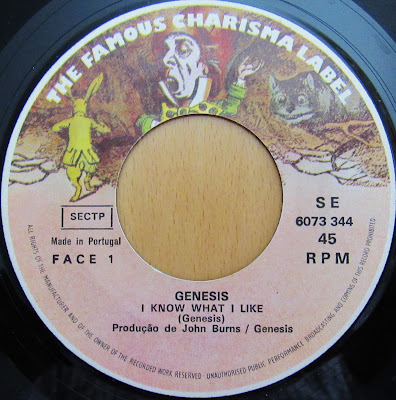 THE FAMOUS CHARISMA LABEL
SECTP
Made in Portugal
FACE 1
SE
6073 344
45
RPM
GENESIS
I KNOW WHAT I LIKE
(Genesis)
Produção de John Burns / Genesis
ALL RIGHTS OF THE MANUFACTURER AND OF THE OWNER OF THE RECORDED WORK RESERVED - UNAUTHORISED PUBLIC PERFORMANCE BROADCASTING AND COPYING OF THIS RECORD PROHIBITED